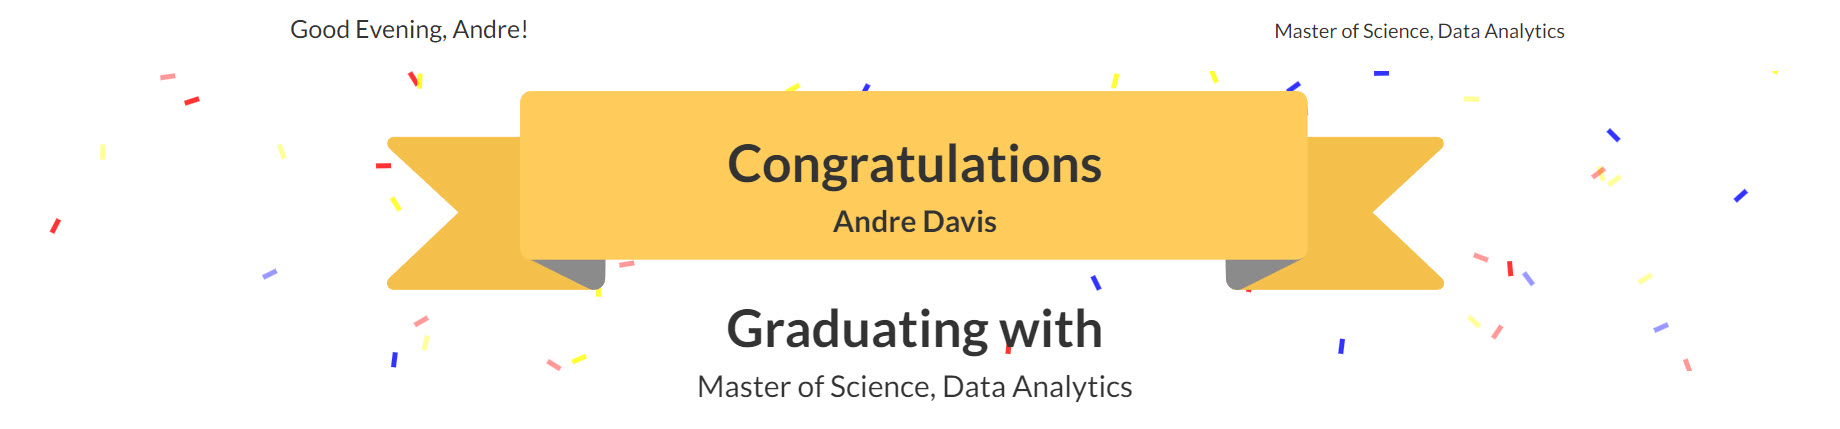 Good Evening, Andre!
Master of Science, Data Analytics
Congratulations
Andre Davis
Graduating with
Master of Science, Data Analytics